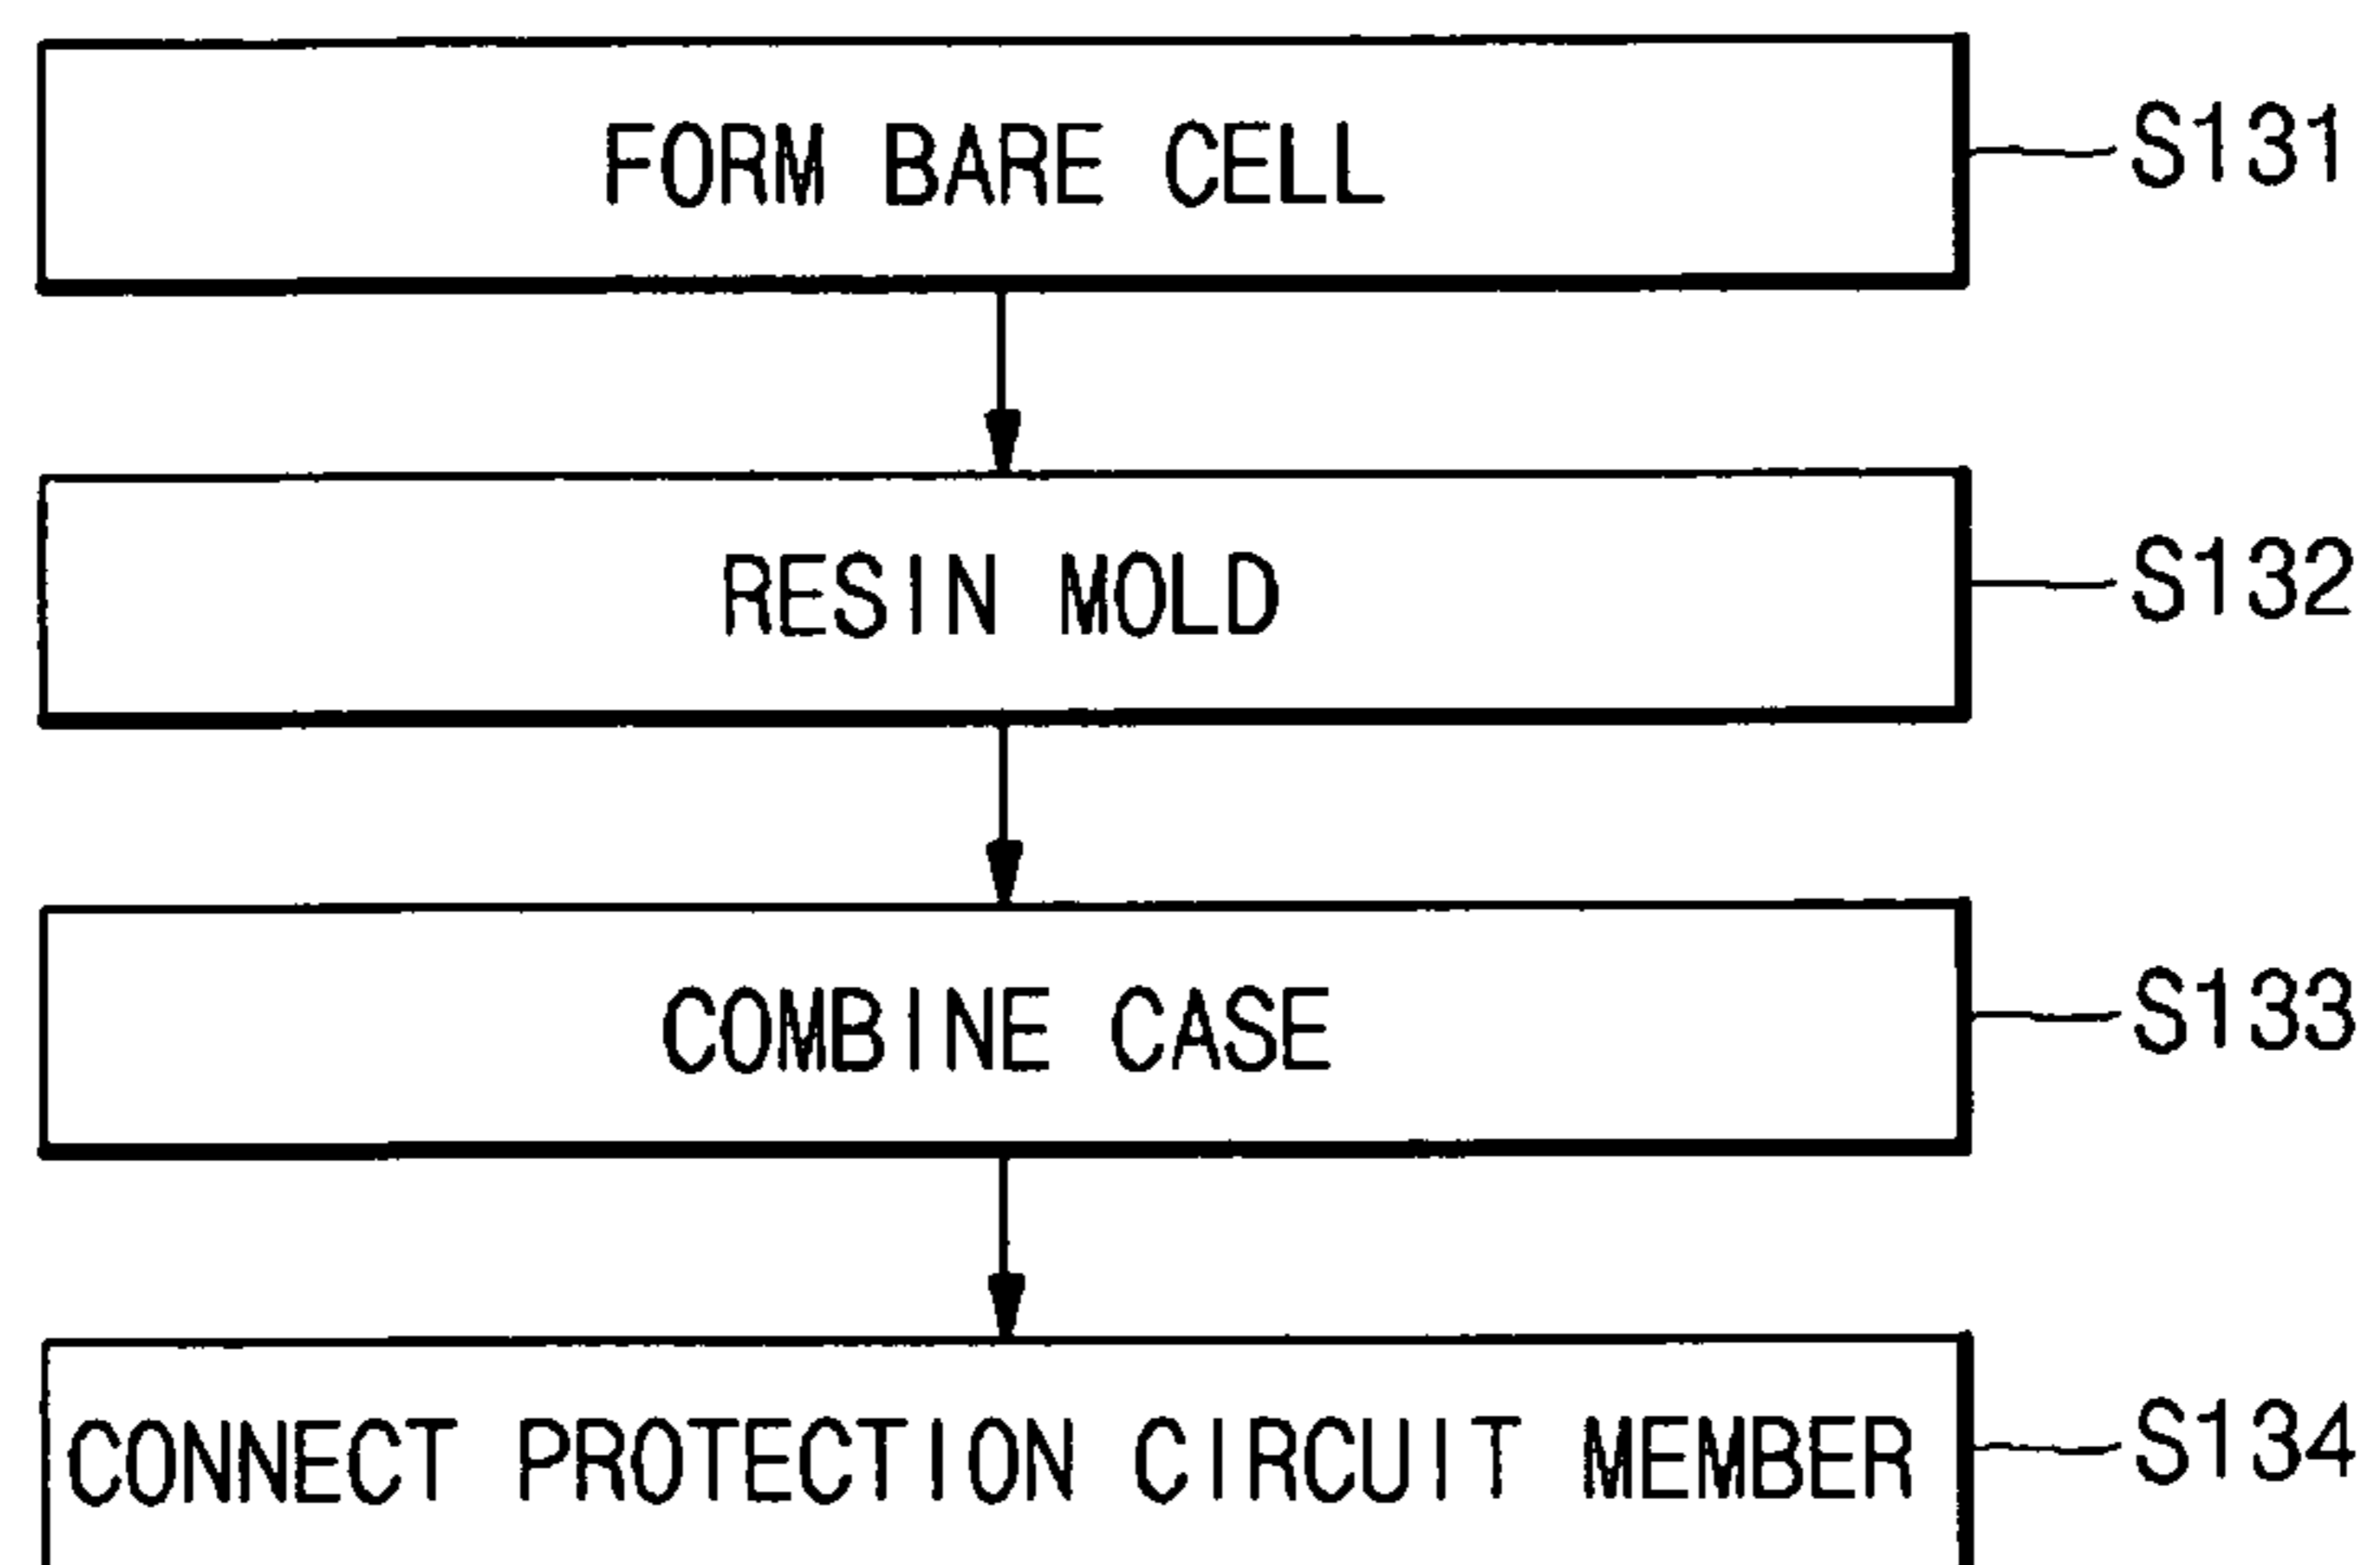 FORM BARE CELL S131
RESIN MOLD S132
COMBINE CASE S133
CONNECT PROTECTION CIRCUIT MEMBER S134